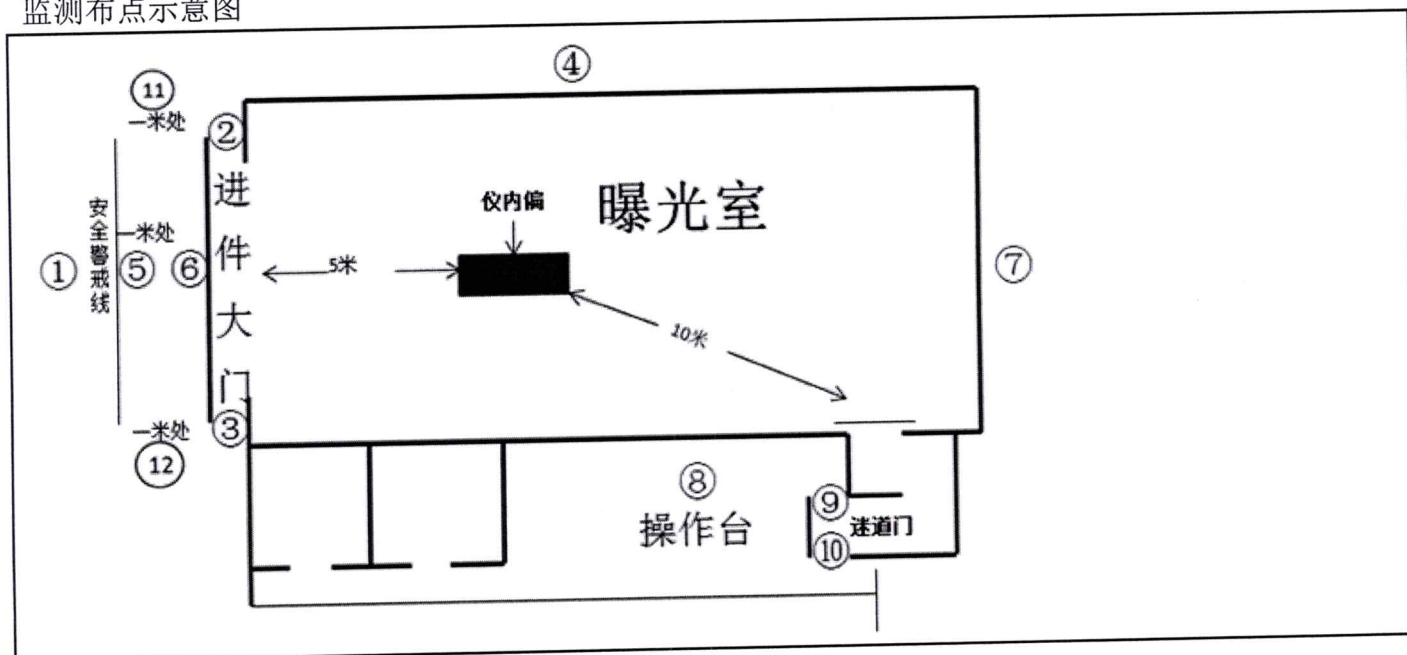 监测布点示意图
④
11
一米处
②
进件大门
安全警戒线
一米处
①
⑤
⑥
仪内偏
曝光室
5米
10米
⑦
③
一米处
12
⑧
操作台
⑨
迷道门
⑩